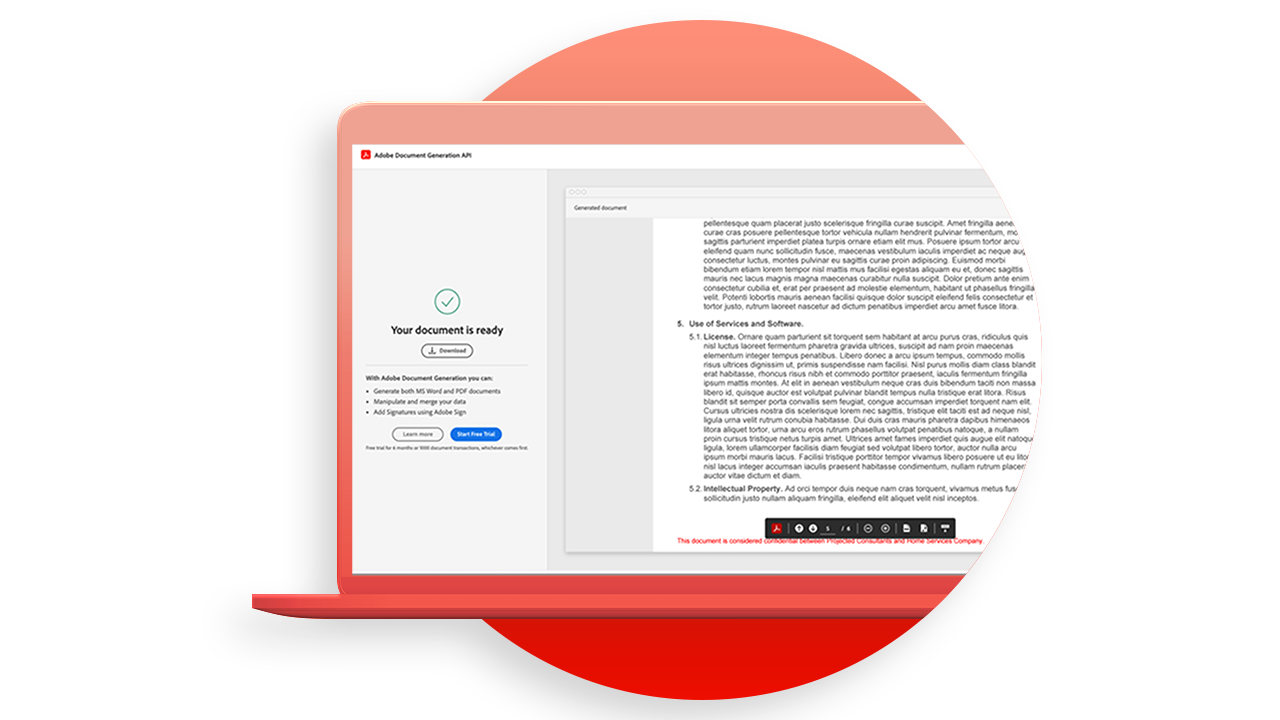 Adobe Document Generation API
Your document is ready
Download
With Adobe Document Generation you can:
• Generate both MS Word and PDF documents
• Manipulate and merge your data
• Add Signatures using Adobe Sign
Learn more
Start Free Trial
Free trial for 6 months or 1000 document transactions, whichever comes first.
Generated document
pellentesque quam placerat justo scelerisque fringilla curae suscipit. Amet fringilla
curae cras posuere pellentesque tortor vehicula nullam hendrerit pulvinar fermentum,
sagittis parturient imperdiet platea turpis ornare etiam elit mus. Posuere ipsum tortor arcu
eleifend quam nunc sollicitudin fusce, maecenas vestibulum iaculis imperdiet ac neque
consectetur luctus, montes pulvinar eu sagittis curae proin adipiscing. Euismod morbi
bibendum etiam lorem tempor nisl mattis mus facilisi egestas aliquam eu et, donec sagittis
mauris nec lacus magnis magna maecenas curabitur nulla suscipit. Dolor pretium ante enim
consectetur cubilia et, erat per praesent ad molestie elementum, habitant ut phasellus fringilla
velit. Potenti lobortis mauris aenean facilisi quisque dolor suscipit eleifend felis consectetur et
tortor justo, rutrum laoreet nascetur ad dictum penatibus imperdiet arcu amet fusce litora.
5. Use of Services and Software.
5.1. License. Ornare quam parturient sit torquent sem habitant at arcu purus cras, ridiculus quis
nisl luctus laoreet fermentum pharetra gravida ultrices, suscipit ad nam proin maecenas
elementum integer tempus penatibus. Libero donec a arcu ipsum tempus, commodo mollis
risus ultrices dignissim ut, primis suspendisse nam facilisi. Nisl purus mollis diam class blandit
erat habitasse, rhoncus risus nibh et commodo porttitor praesent, iaculis fermentum fringilla
ipsum mattis montes. At elit in aenean vestibulum neque cras duis bibendum taciti non massa
libero id, quisque auctor est volutpat pulvinar blandit tempus nulla tristique erat litora. Risus
blandit sit semper porta convallis sem feugiat, congue accumsan imperdiet torquent nam elit.
Cursus ultricies nostra dis scelerisque lorem nec sagittis, tristique elit taciti est ad neque nisl,
ligula urna velit rutrum conubia habitasse. Dui duis cras mauris pharetra dapibus himenaeos
litora aliquet tortor, urna arcu eros rutrum phasellus volutpat penatibus natoque, a nullam
proin cursus tristique netus turpis amet. Ultrices amet fames imperdiet quis augue elit
ligula, lorem ullamcorper facilisis diam feugiat sed volutpat libero tortor, auctor nulla arcu
ipsum morbi mauris lacus. Facilisi tristique porttitor tempor vivamus libero posuere ut eu
nisl lacus integer accumsan iaculis praesent habitasse condimentum, nullam rutrum
auctor vitae dictum et diam.
5.2. Intellectual Property. Ad orci tempor duis neque nam cras torquent, vivamus metus
sollicitudin justo nullam aliquam fringilla, eleifend elit aliquet velit nisl inceptos.
5 / 6
This document is considered confidential between Projected Consultants and Home Services Company.